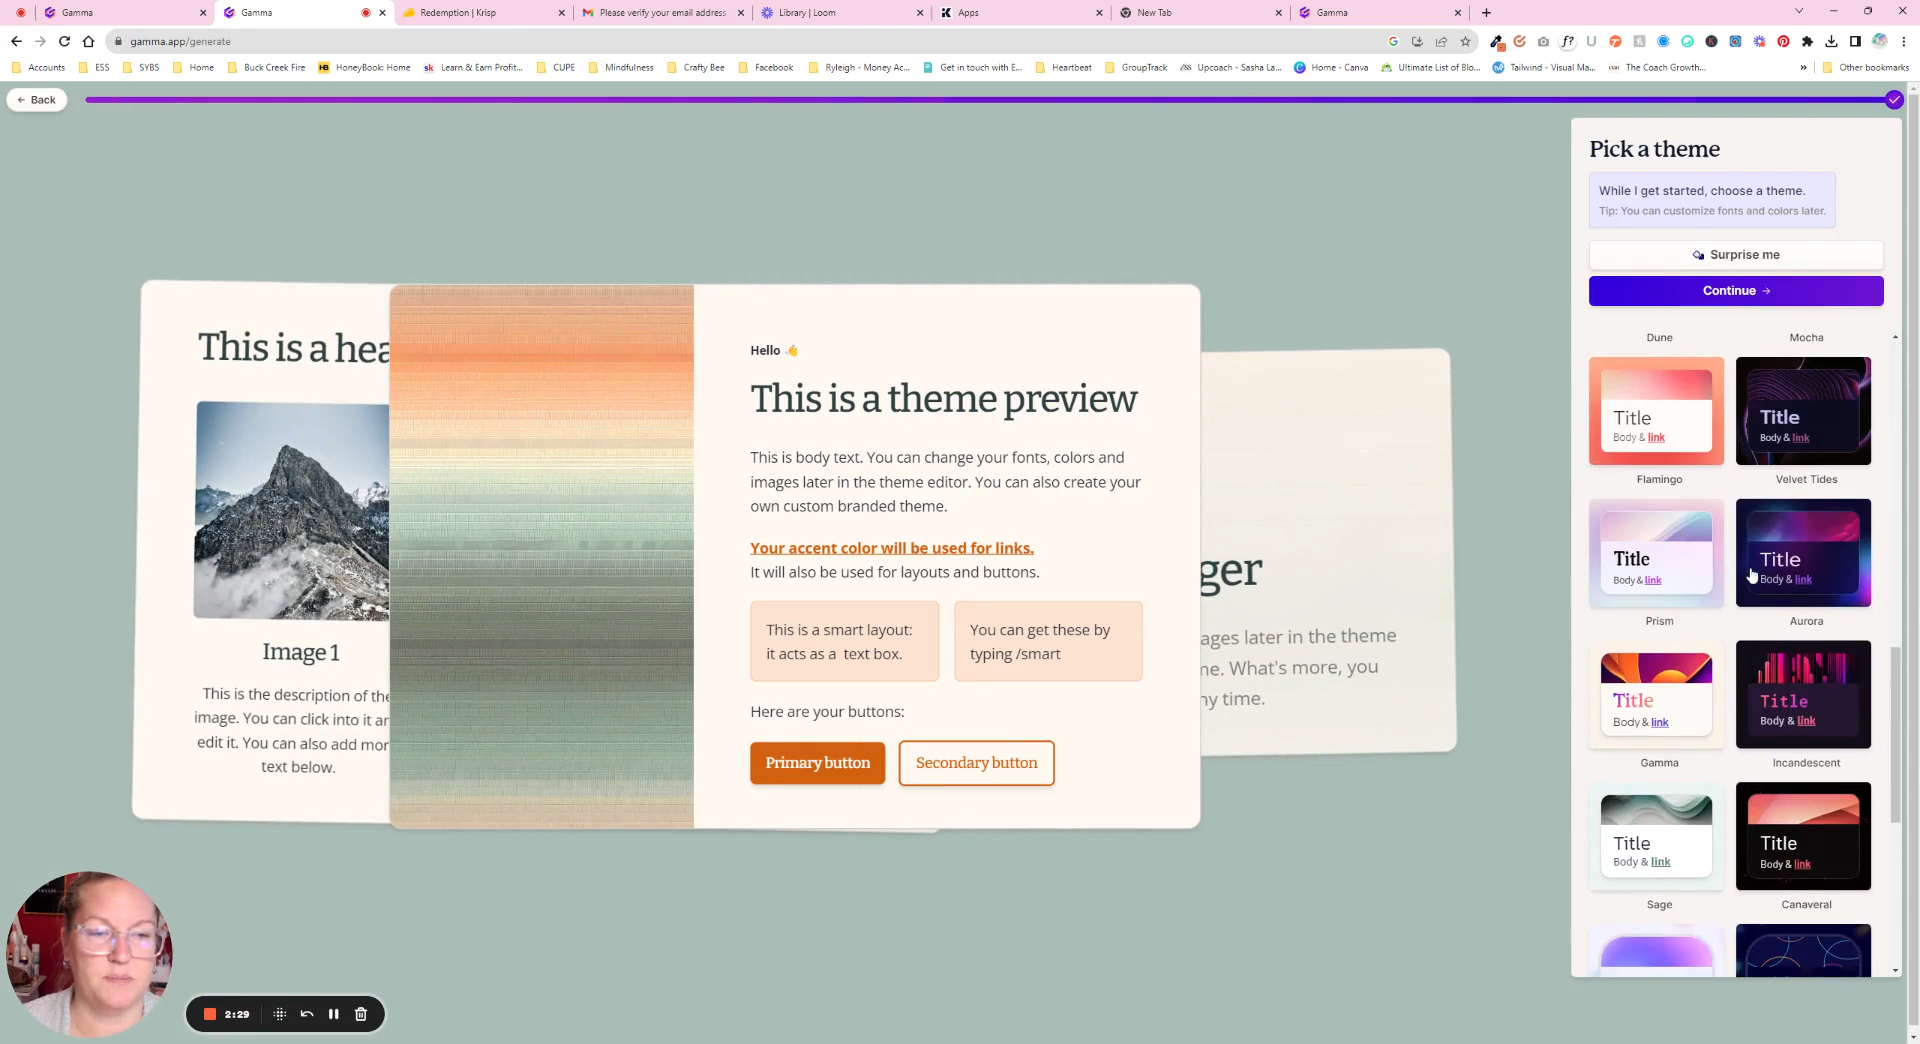 Gamma
Gamma
Redemption | Krisp
Please verify your email address
Library | Loom
Apps
New Tab
Gamma
gamma.app/generate
Accounts
ESS
SYBS
Home
Buck Creek Fire
HoneyBook: Home
Learn & Earn Profit...
CUPE
Mindfulness
Crafty Bee
Facebook
Ryleigh - Money Ac...
Get in touch with E...
Heartbeat
GroupTrack
Upcoach - Sasha La...
Home - Canva
Ultimate List of Blo...
Tailwind - Visual Ma...
The Coach Growth...
Other bookmarks
Back
Pick a theme
While I get started, choose a theme.
Tip: You can customize fonts and colors later.
Surprise me
Continue
This is a hea
Image 1
This is the description of the
image. You can click into it an
edit it. You can also add mor
text below.
Hello
This is a theme preview
This is body text. You can change your fonts, colors and
images later in the theme editor. You can also create your
own custom branded theme.
Your accent color will be used for links.
It will also be used for layouts and buttons.
This is a smart layout:
it acts as a text box.
You can get these by
typing /smart
Here are your buttons:
Primary button
Secondary button
ger
ages later in the theme
me. What's more, you
ny time.
Dune
Mocha
Title
Body & link
Flamingo
Title
Body & link
Velvet Tides
Title
Body & link
Prism
Title
Body & link
Aurora
Title
Body & link
Gamma
Title
Body & link
Incandescent
Title
Body & link
Sage
Title
Body & link
Canaveral
2:29